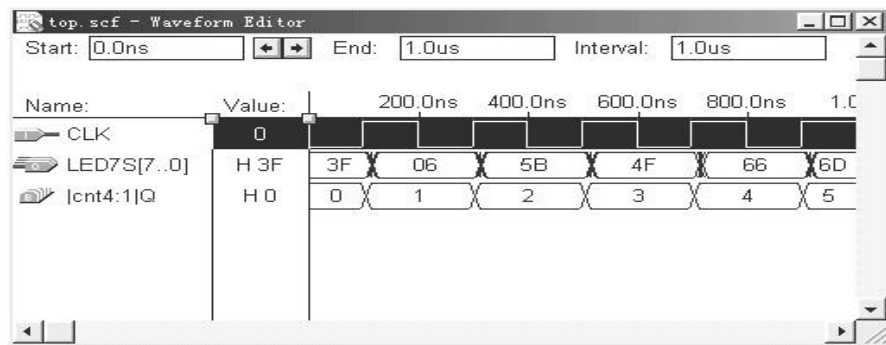 top.scf - Waveform Editor
Start: 0.0ns End: 1.0us Interval: 1.0us
Name: Value: 200.0ns 400.0ns 600.0ns 800.0ns 1.0
CLK 0
LED7S[7..0] H 3F 3F 06 5B 4F 66 6D
|cnt4:1|Q H 0 0 1 2 3 4 5